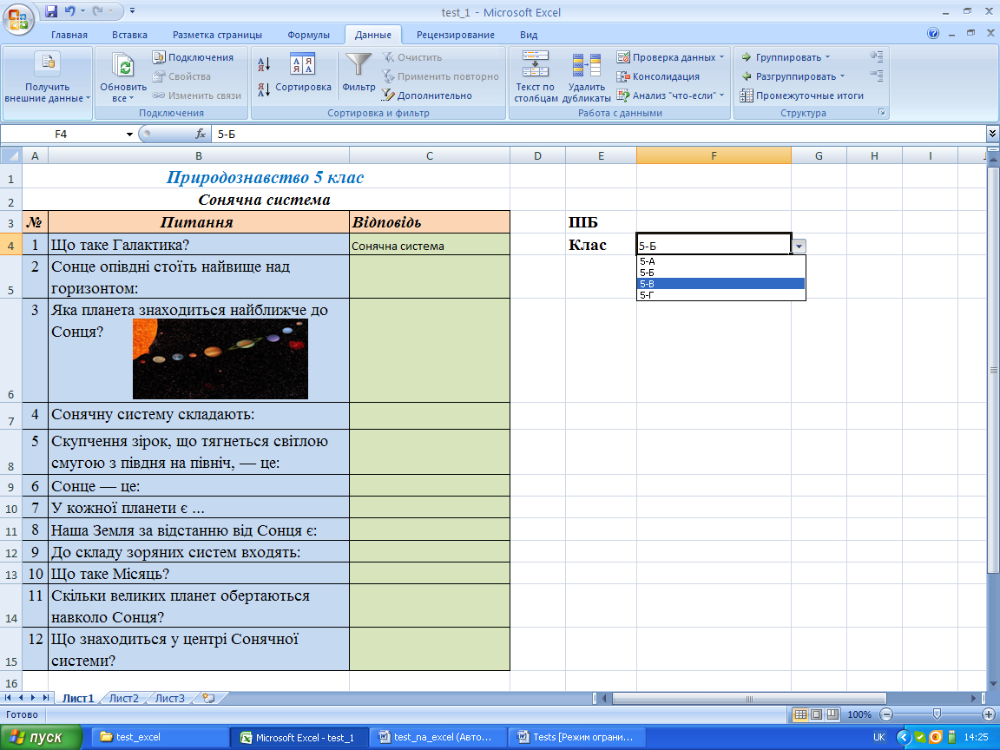 test_1 - Microsoft Excel
Главная Вставка Разметка страницы Формулы Данные Рецензирование Вид
Получить внешние данные
Обновить все
Подключения
Свойства
Изменить связи
Подключения
Сортировка
Фильтр
Очистить
Применить повторно
Дополнительно
Сортировка и фильтр
Текст по столбцам
Удалить дубликаты
Проверка данных
Консолидация
Анализ "что-если"
Работа с данными
Группировать
Разгруппировать
Промежуточные итоги
Структура
F4 fx 5-Б
A B C D E F G H I J
1 Природознавство 5 клас
2 Сонячна система
3 № Питання Відповідь ПІБ
4 1 Що таке Галактика? Сонячна система Клас 5-Б
5-А
5-Б
5-В
5-Г
2 Сонце опівдні стоїть найвище над
5 горизонтом:
3 Яка планета знаходиться найближче до
Сонця?
6
7 4 Сонячну систему складають:
5 Скупчення зірок, що тягнеться світлою
8 смугою з півдня на північ, — це:
9 6 Сонце — це:
10 7 У кожної планети є ...
11 8 Наша Земля за відстанню від Сонця є:
12 9 До складу зоряних систем входять:
13 10 Що таке Місяць?
11 Скільки великих планет обертаються
14 навколо Сонця?
12 Що знаходиться у центрі Сонячної
15 системи?
16
Лист1 Лист2 Лист3
Готово 100%
пуск test_excel Microsoft Excel - test_1 test_na_excel (Авто... Tests [Режим ограни... UK 14:25